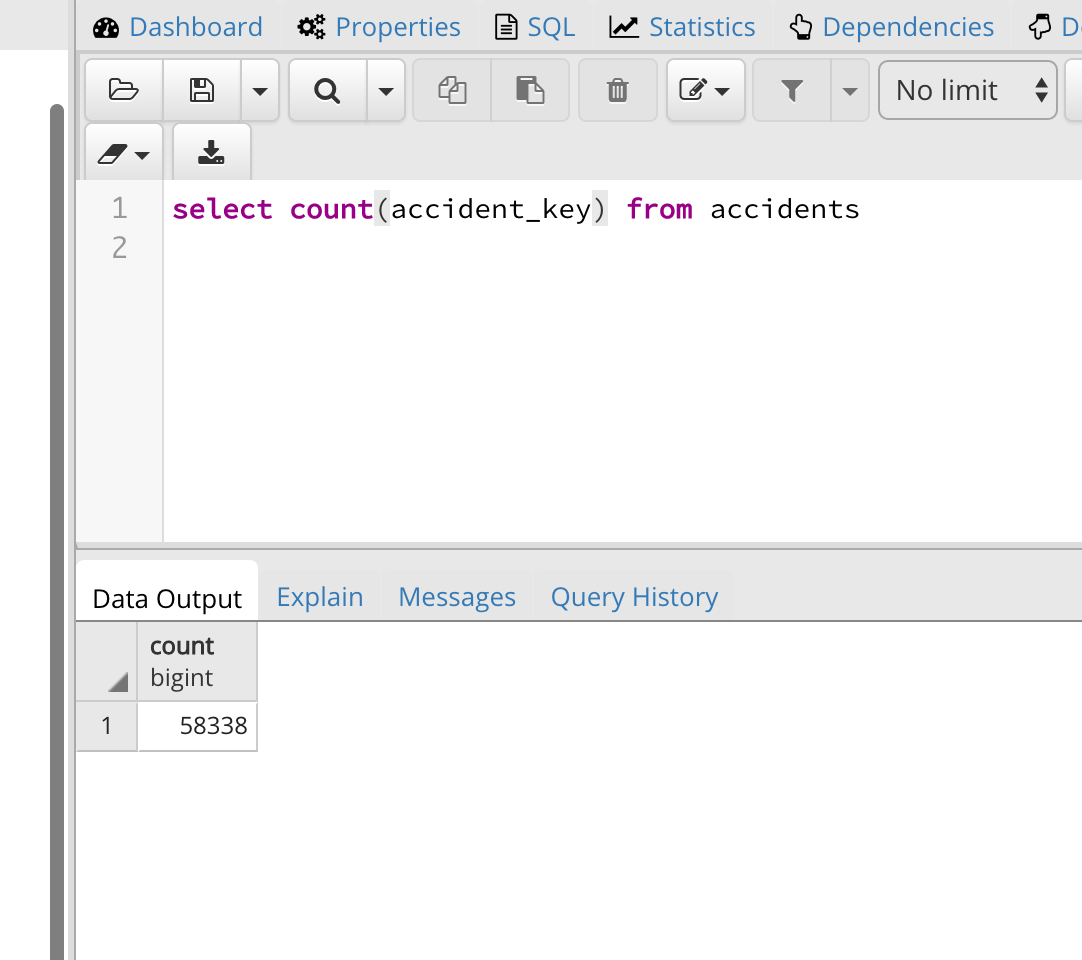 Dashboard Properties SQL Statistics Dependencies
No limit
1 select count(accident_key) from accidents
2
Data Output Explain Messages Query History
count
bigint
1 58338